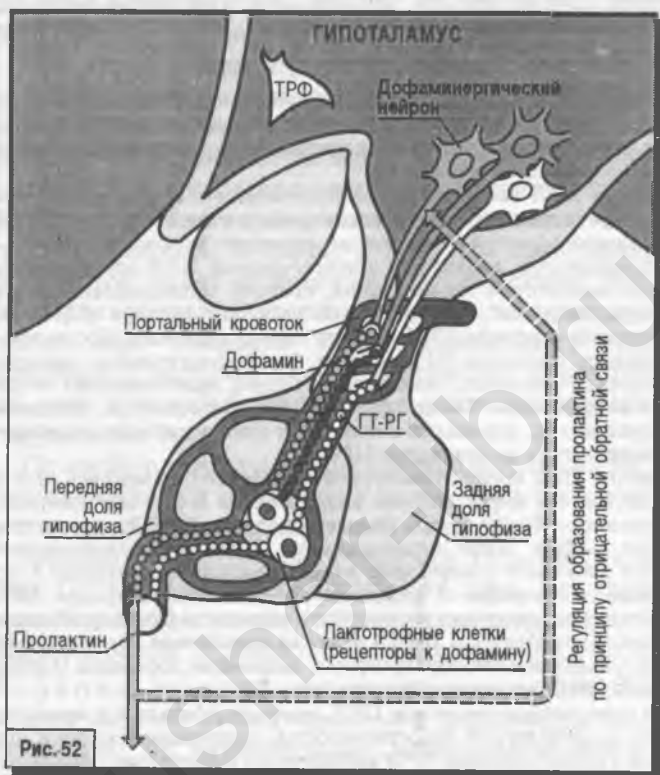 ГИПОТАЛАМУС
ТРФ
Дофаминергический
нейрон
Портальный кровоток
Дофамин
ГТ-РГ
Передняя
доля
гипофиза
Задняя
доля
гипофиза
Регуляция образования пролактина
по принципу отрицательной обратной связи
Пролактин
Лактотрофные клетки
(рецепторы к дофамину)
Рис. 52